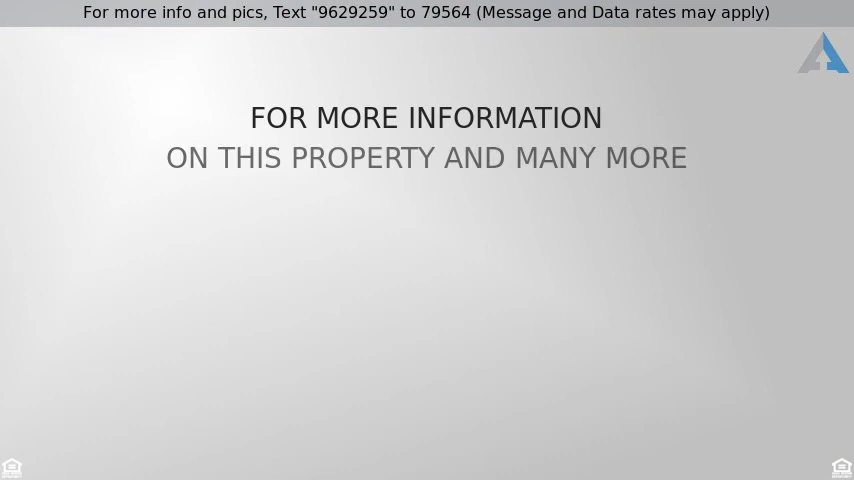 For more info and pics, Text "9629259" to 79564 (Message and Data rates may apply)
FOR MORE INFORMATION
ON THIS PROPERTY AND MANY MORE